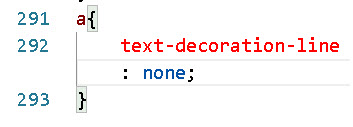 291 a{
292 text-decoration-line
: none;
293 }